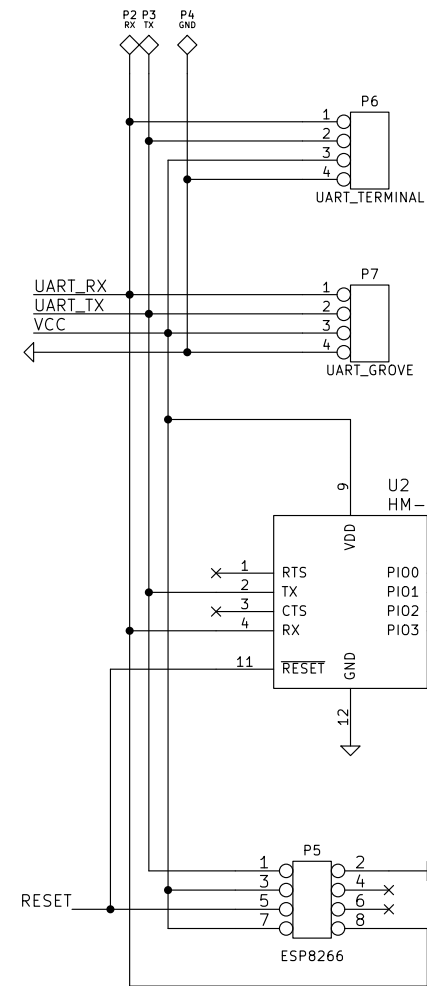 P2 P3 P4
RX TX GND
P6
1
2
3
4
UART_TERMINAL
P7
UART_RX 1
UART_TX 2
VCC 3
4
UART_GROVE
9 U2
HM-
VDD
1 RTS PIO0
2 TX PIO1
3 CTS PIO2
4 RX PIO3
11 RESET GND
12
P5
1 2
3 4
RESET 5 6
7 8
ESP8266